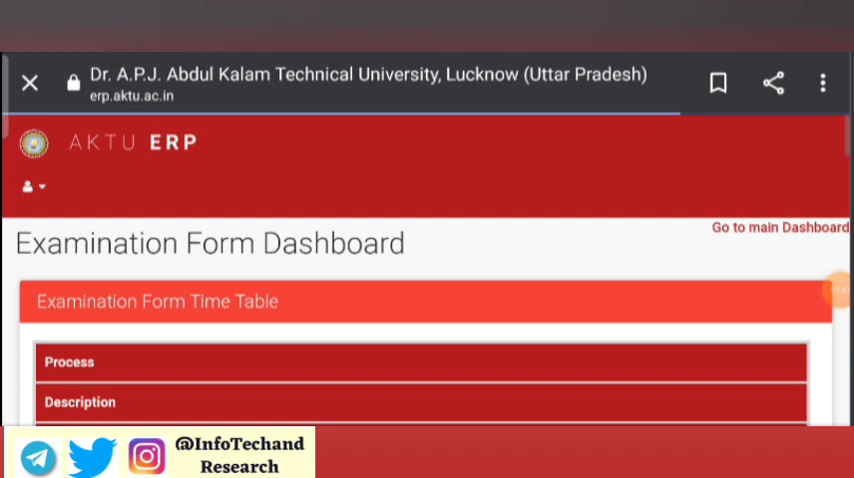 Dr. A.P.J. Abdul Kalam Technical University, Lucknow (Uttar Pradesh)
erp.aktu.ac.in
AKTU ERP
Go to main Dashboard
Examination Form Dashboard
Examination Form Time Table
Process
Description
@InfoTechand
Research